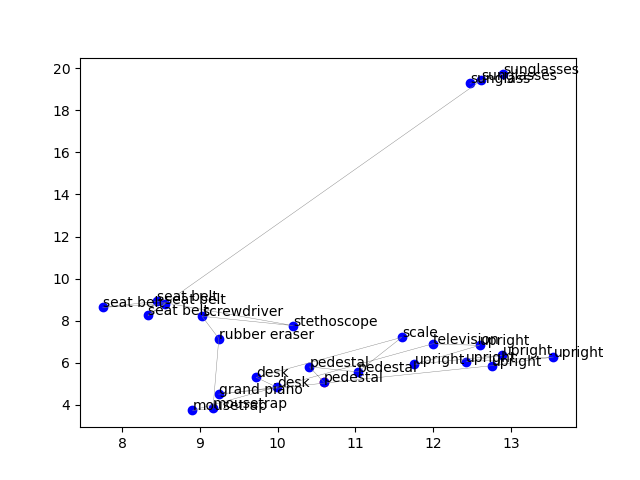 20
18
16
14
12
10
8
6
4
8
9
10
11
12
13
sunglasses
sunglasses
sunglass
seat belt
seat belt
seat belt
seat belt
screwdriver
stethoscope
rubber eraser
scale
television
upright
upright
upright
upright
upright
upright
pedestal
pedestal
pedestal
desk
desk
grand piano
mousetrap
mousetrap